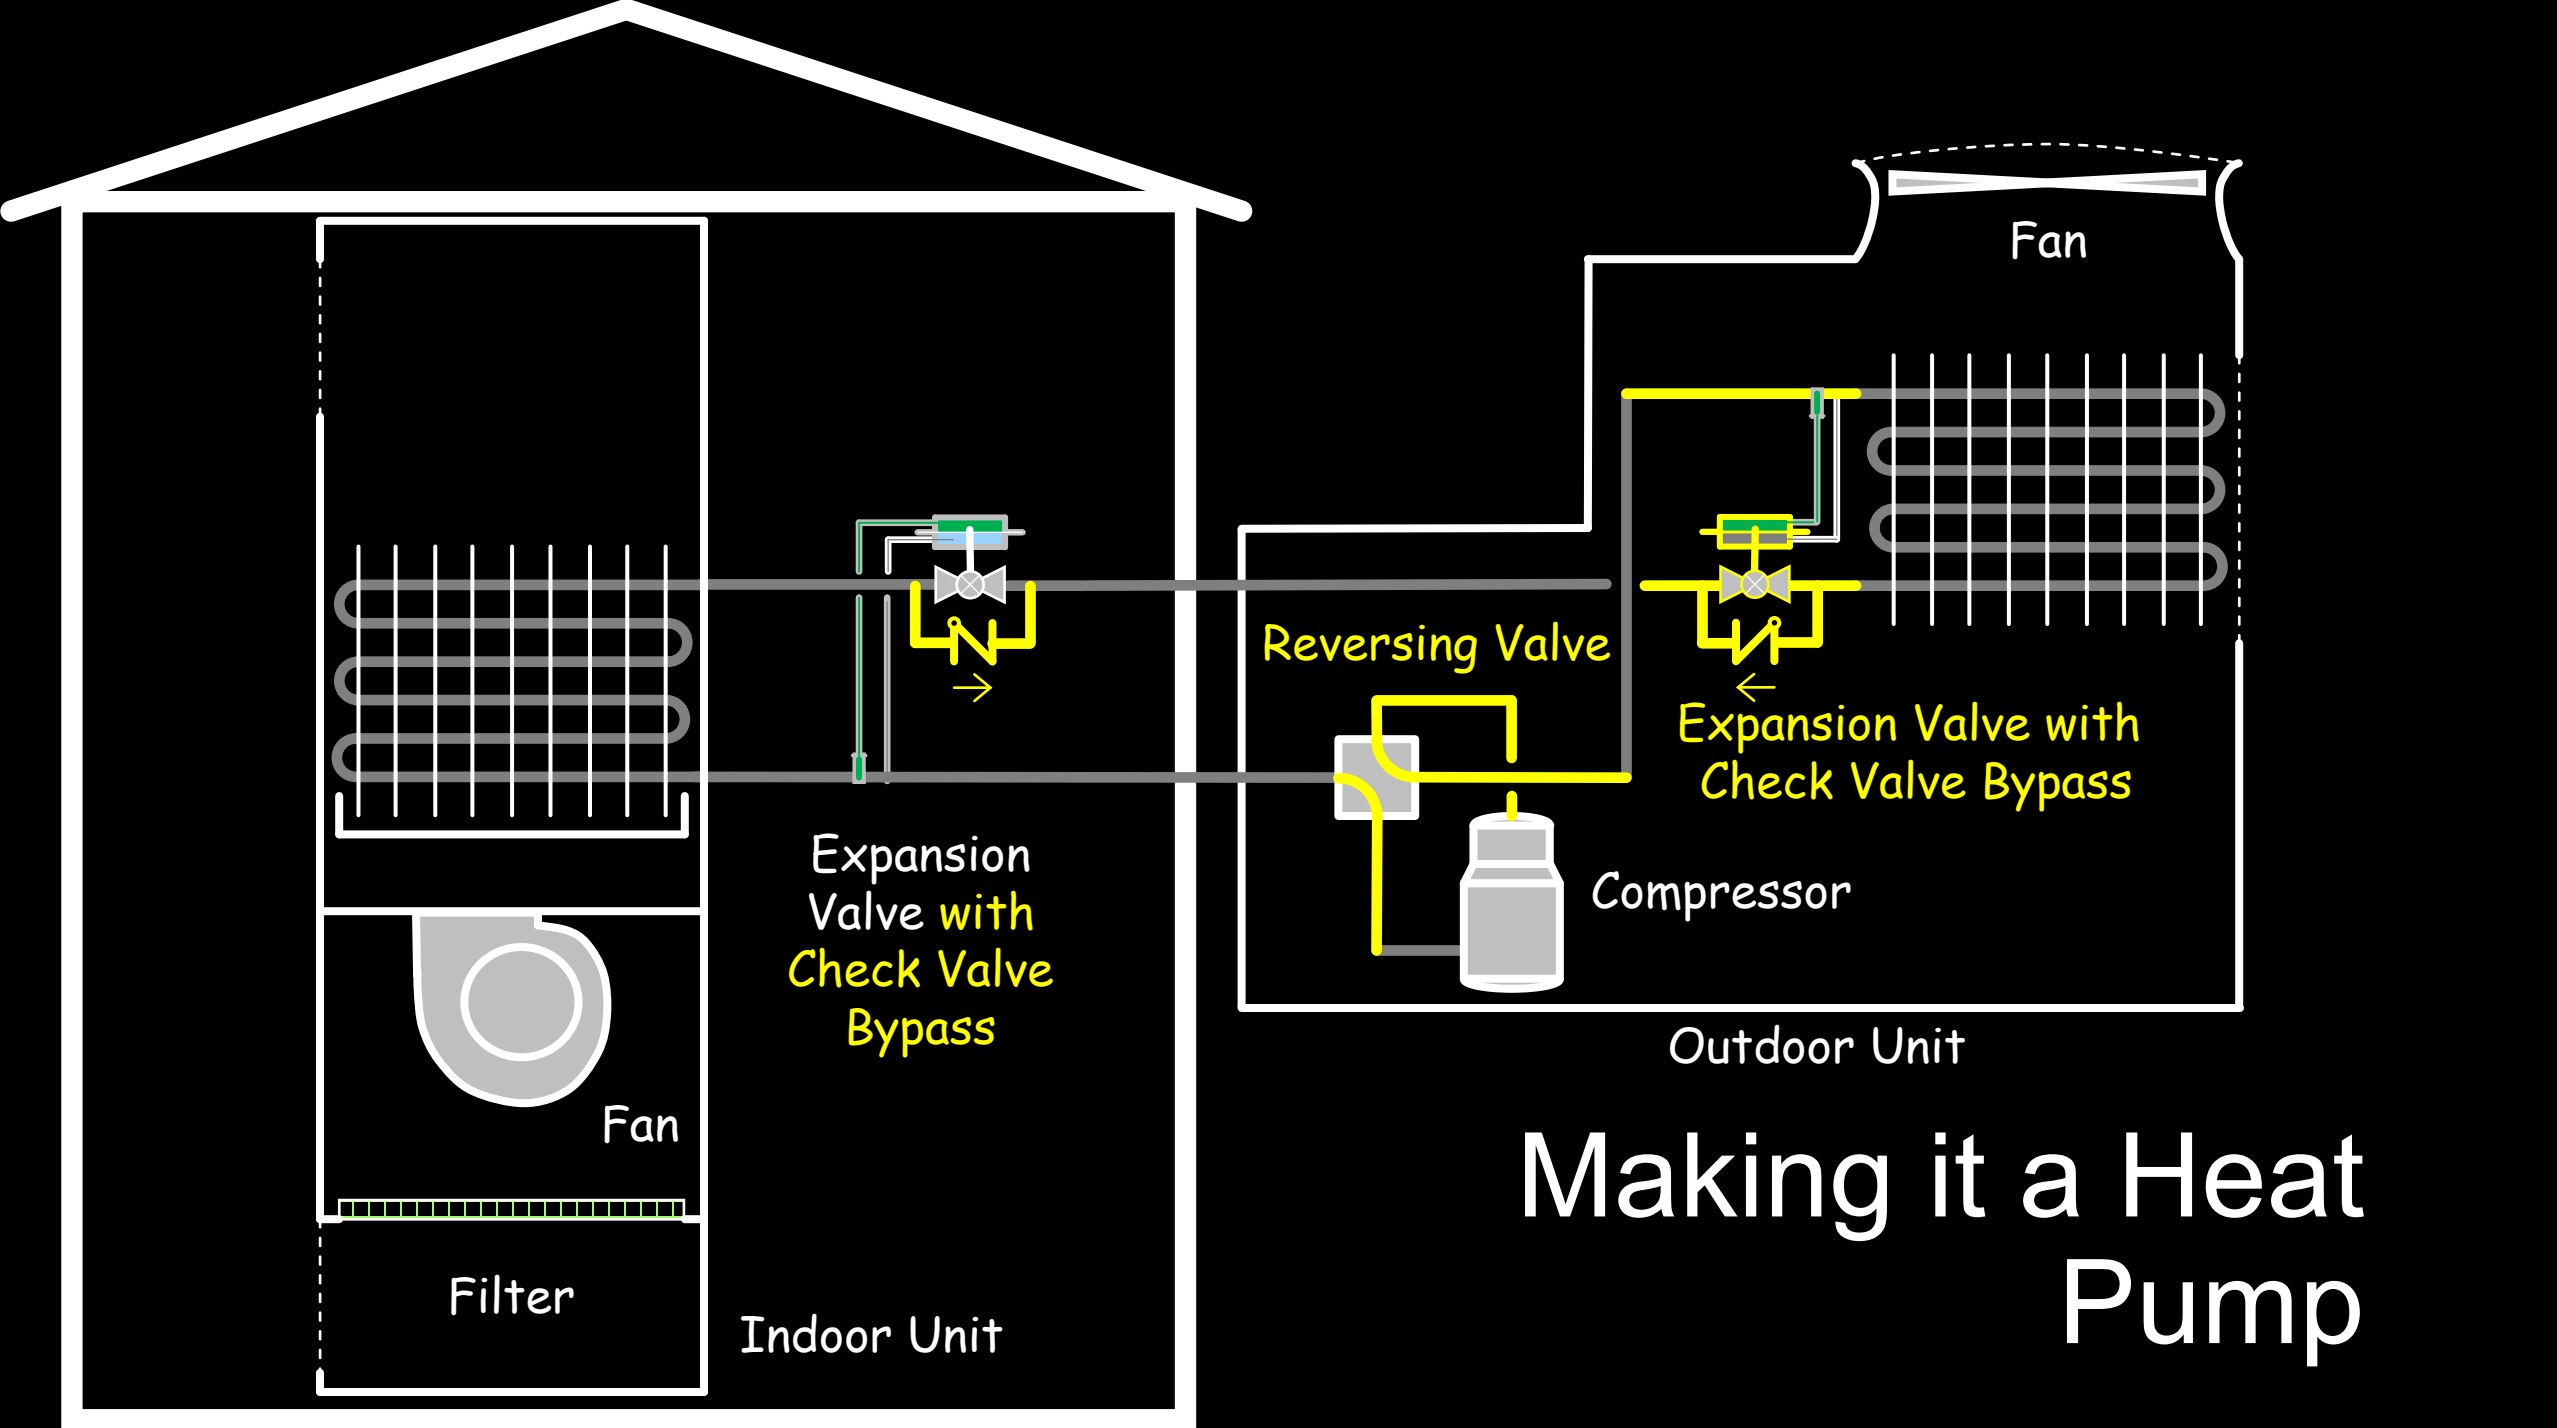 Fan
Reversing Valve
Expansion Valve with
Check Valve Bypass
Expansion
Valve with
Check Valve
Bypass
Compressor
Outdoor Unit
Fan
Filter
Indoor Unit
Making it a Heat
Pump